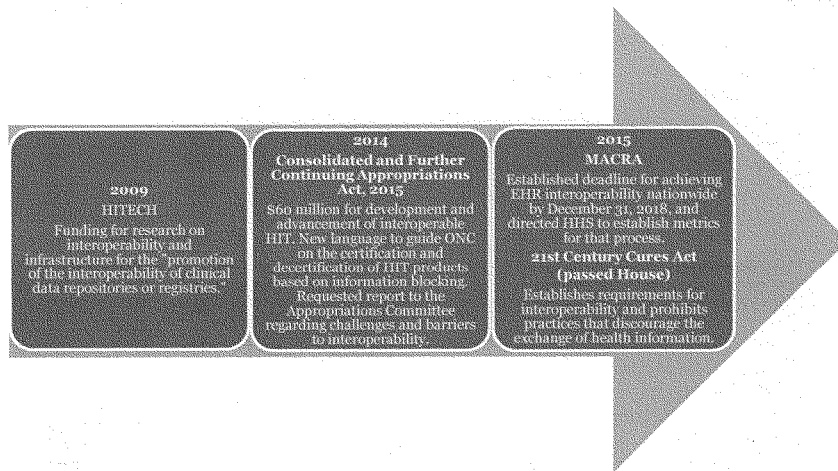 2009
HITECH
Funding for research on
interoperability and
infrastructure for the "promotion
of the interoperability of clinical
data repositories or registries."
2014
Consolidated and Further
Continuing Appropriations
Act, 2015
$60 million for development and
advancement of interoperable
HIT. New language to guide ONC
on the certification and
decertification of HIT products
based on information blocking.
Requested report to the
Appropriations Committee
regarding challenges and barriers
to interoperability.
2015
MACRA
Established deadline for achieving
EHR interoperability nationwide
by December 31, 2018, and
directed HHS to establish metrics
for that process.
21st Century Cures Act
(passed House)
Establishes requirements for
interoperability and prohibits
practices that discourage the
exchange of health information.